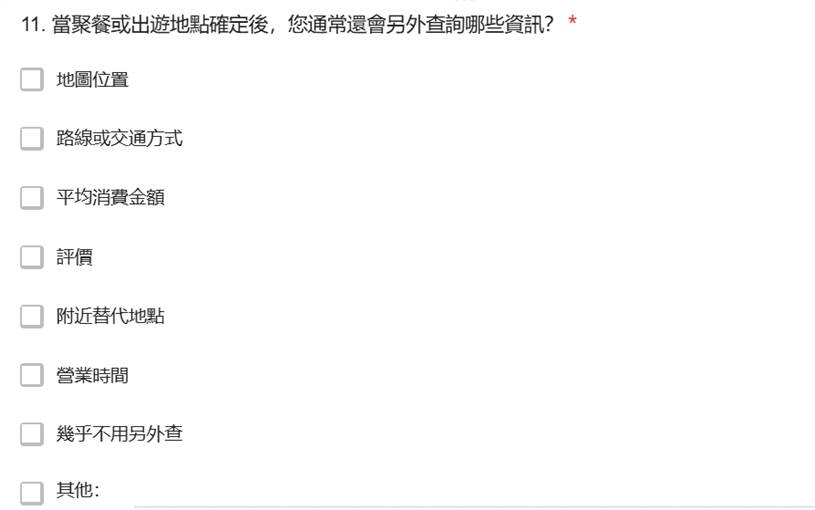 11. 當聚餐或出遊地點確定後，您通常還會另外查詢哪些資訊？ *
地圖位置
路線或交通方式
平均消費金額
評價
附近替代地點
營業時間
幾乎不用另外查
其他：